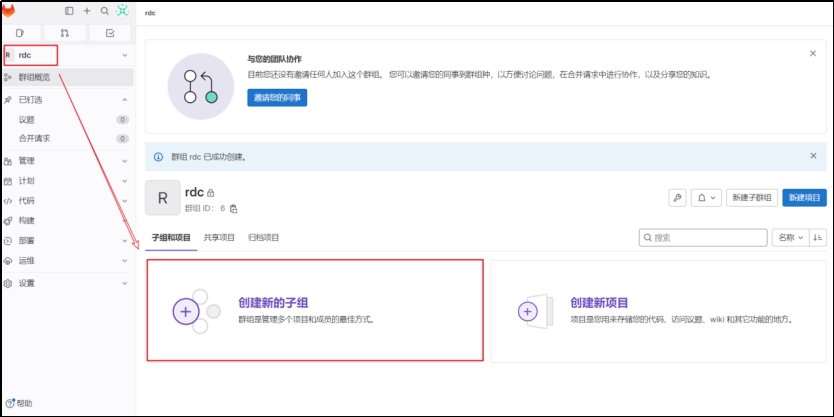 rdc
R rdc
群组概览
已钉选
议题 0
合并请求 0
管理
计划
代码
构建
部署
运维
设置
帮助
与您的团队协作
目前您还没有邀请任何人加入这个群组。 您可以邀请您的同事到群组种，以方便讨论问题，在合并请求中进行协作，以及分享您的知识。
邀请您的同事
群组 rdc 已成功创建。
R
rdc
群组 ID： 6
新建子群组
新建项目
子组和项目 共享项目 归档项目
搜索
名称
创建新的子组
群组是管理多个项目和成员的最佳方式。
创建新项目
项目是您用来存储您的代码、访问议题、wiki 和其它功能的地方。